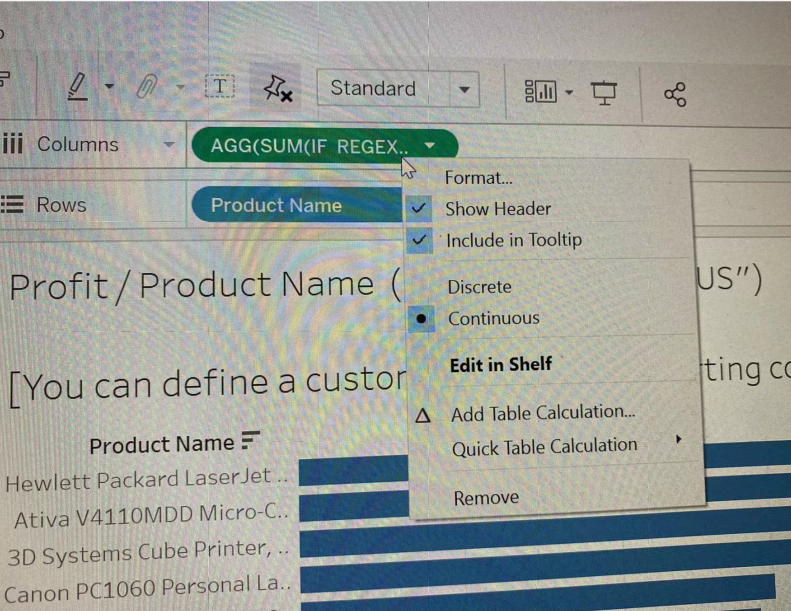 T
Standard
Columns
AGG(SUM(IF REGEX..
Rows
Product Name
Format...
Show Header
Include in Tooltip
Discrete
Continuous
Edit in Shelf
Add Table Calculation...
Quick Table Calculation
Remove
Profit / Product Name ( US")
[You can define a custor rting co
Product Name
Hewlett Packard LaserJet ..
Ativa V4110MDD Micro-C..
3D Systems Cube Printer, ..
Canon PC1060 Personal La..